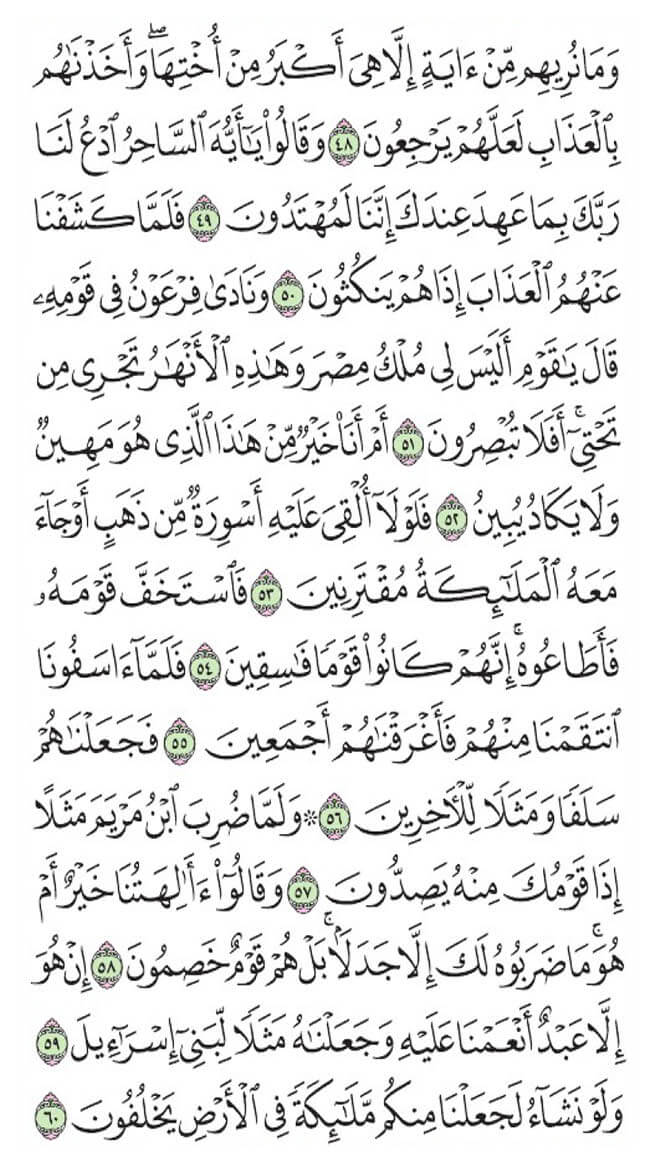 وَمَا نُرِيهِم مِّنْ ءَايَةٍ إِلَّا هِىَ أَكْبَرُ مِنْ أُخْتِهَاۖ وَأَخَذْنَٰهُم
بِٱلْعَذَابِ لَعَلَّهُمْ يَرْجِعُونَ ٤٨ وَقَالُوا۟ يَٰٓأَيُّهَ ٱلسَّاحِرُ ٱدْعُ لَنَا
رَبَّكَ بِمَا عَهِدَ عِندَكَ إِنَّنَا لَمُهْتَدُونَ ٤٩ فَلَمَّا كَشَفْنَا
عَنْهُمُ ٱلْعَذَابَ إِذَا هُمْ يَنكُثُونَ ٥٠ وَنَادَىٰ فِرْعَوْنُ فِى قَوْمِهِۦ
قَالَ يَٰقَوْمِ أَلَيْسَ لِى مُلْكُ مِصْرَ وَهَٰذِهِ ٱلْأَنْهَٰرُ تَجْرِى مِن
تَحْتِىٓۚ أَفَلَا تُبْصِرُونَ ٥١ أَمْ أَنَا۠ خَيْرٌ مِّنْ هَٰذَا ٱلَّذِى هُوَ مَهِينٌ
وَلَا يَكَادُ يُبِينُ ٥٢ فَلَوْلَآ أُلْقِىَ عَلَيْهِ أَسْوِرَةٌ مِّن ذَهَبٍ أَوْ جَآءَ
مَعَهُ ٱلْمَلَٰٓئِكَةُ مُقْتَرِنِينَ ٥٣ فَٱسْتَخَفَّ قَوْمَهُۥ
فَأَطَاعُوهُۚ إِنَّهُمْ كَانُوا۟ قَوْمًا فَٰسِقِينَ ٥٤ فَلَمَّآ ءَاسَفُونَا
ٱنتَقَمْنَا مِنْهُمْ فَأَغْرَقْنَٰهُمْ أَجْمَعِينَ ٥٥ فَجَعَلْنَٰهُمْ
سَلَفًا وَمَثَلًا لِّلْـَٔاخِرِينَ ٥٦ ۞ وَلَمَّا ضُرِبَ ٱبْنُ مَرْيَمَ مَثَلًا
إِذَا قَوْمُكَ مِنْهُ يَصِدُّونَ ٥٧ وَقَالُوٓا۟ ءَأَٰلِهَتُنَا خَيْرٌ أَمْ
هُوَۚ مَا ضَرَبُوهُ لَكَ إِلَّا جَدَلًۢاۚ بَلْ هُمْ قَوْمٌ خَصِمُونَ ٥٨ إِنْ هُوَ
إِلَّا عَبْدٌ أَنْعَمْنَا عَلَيْهِ وَجَعَلْنَٰهُ مَثَلًا لِّبَنِىٓ إِسْرَٰٓءِيلَ ٥٩
وَلَوْ نَشَآءُ لَجَعَلْنَا مِنكُم مَّلَٰٓئِكَةً فِى ٱلْأَرْضِ يَخْلُفُونَ ٦٠